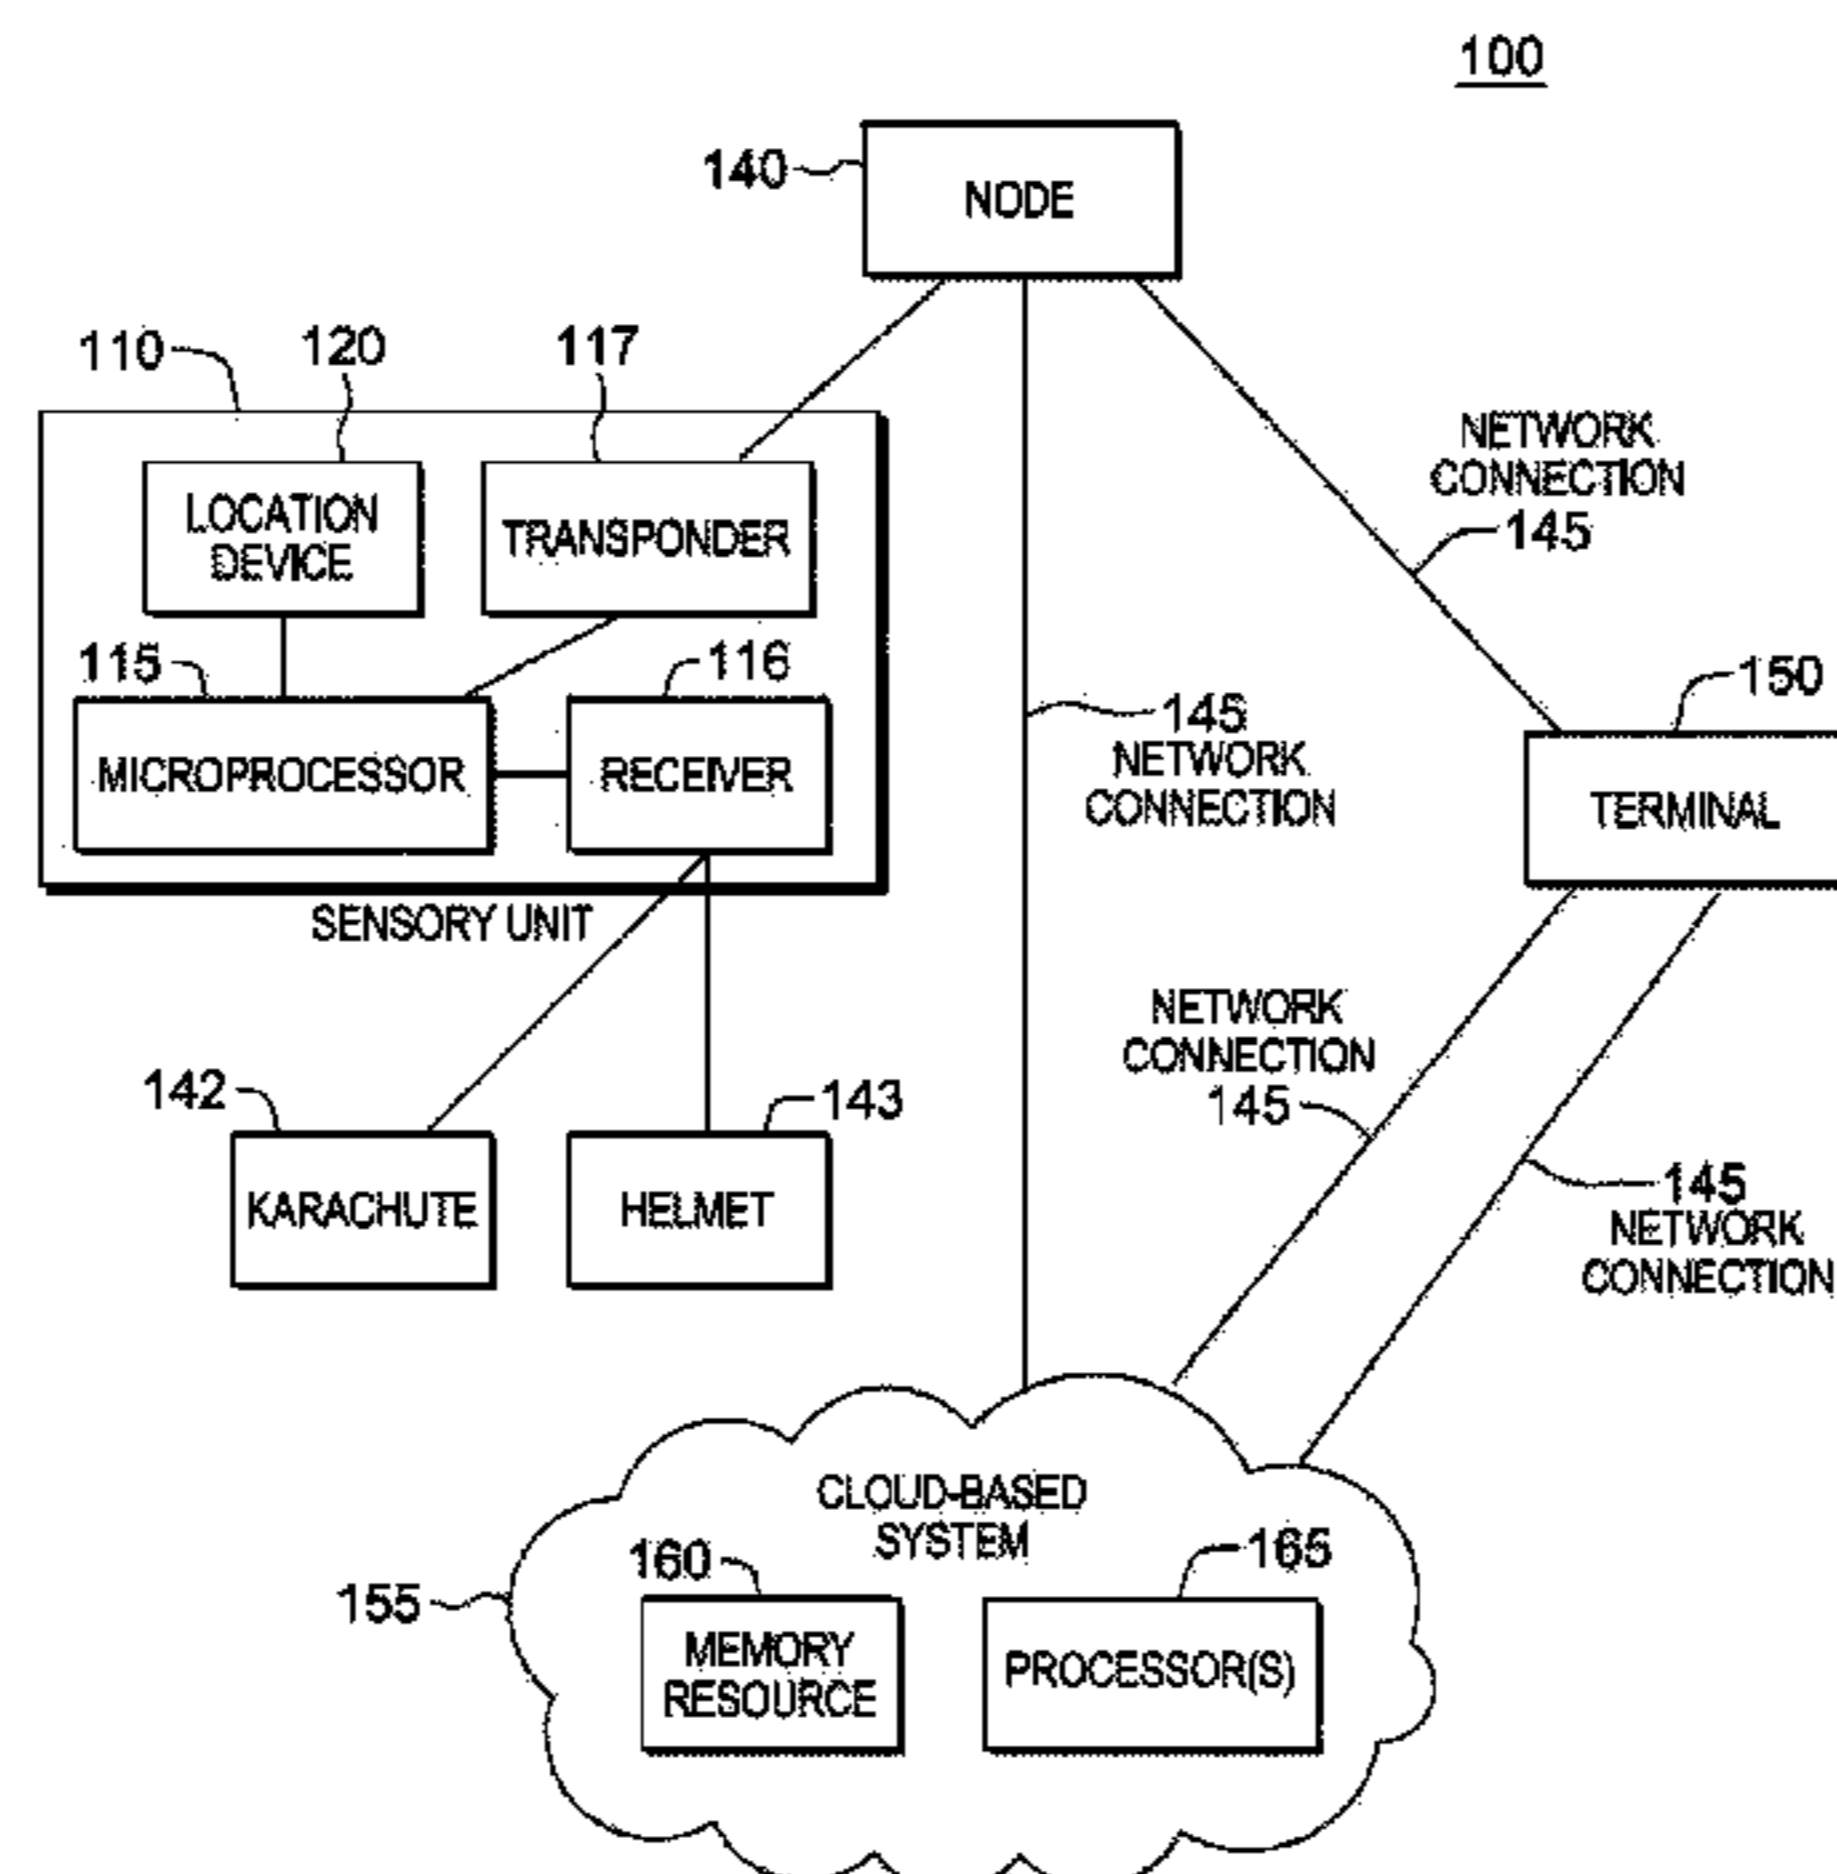 100
140
NODE
110
120
117
LOCATION
DEVICE
TRANSPONDER
NETWORK
CONNECTION
145
115
116
150
MICROPROCESSOR
RECEIVER
145
NETWORK
CONNECTION
TERMINAL
SENSORY UNIT
NETWORK
CONNECTION
145
142
143
KARACHUTE
HELMET
145
NETWORK
CONNECTION
CLOUD-BASED
SYSTEM
160
165
155
MEMORY
RESOURCE
PROCESSOR(S)